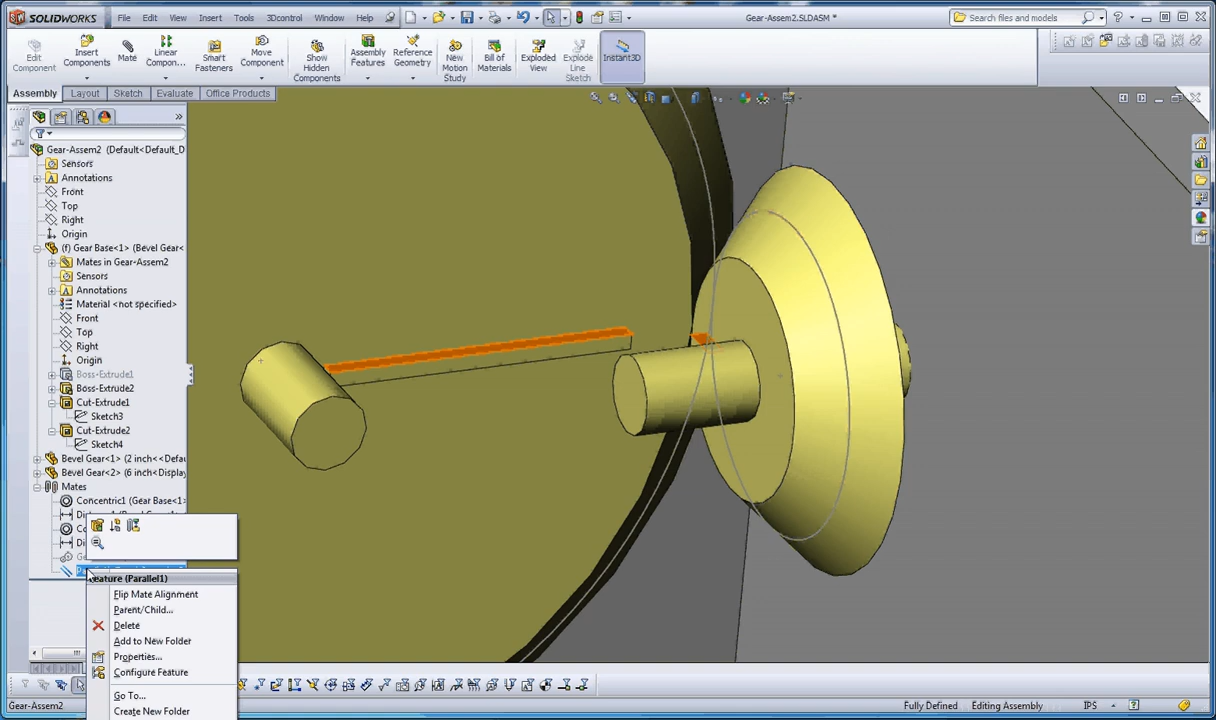 SOLIDWORKS File Edit View Insert Tools 3Dcontrol Window Help Gear-Assem2.SLDASM * Search files and models
Edit Component
Insert Components
Mate
Linear Compon...
Smart Fasteners
Move Component
Show Hidden Components
Assembly Features
Reference Geometry
New Motion Study
Bill of Materials
Exploded View
Explode Line Sketch
Instant3D
Assembly Layout Sketch Evaluate Office Products
Gear-Assem2 (Default<Default_D
Sensors
Annotations
Front
Top
Right
Origin
(f) Gear Base<1> (Bevel Gear<
Mates in Gear-Assem2
Sensors
Annotations
Material <not specified>
Front
Top
Right
Origin
Boss-Extrude1
Boss-Extrude2
Cut-Extrude1
Sketch3
Cut-Extrude2
Sketch4
Bevel Gear<1> (2 inch<<Defau
Bevel Gear<2> (6 inch<Display
Mates
Concentric1 (Gear Base<1>
Feature (Parallel1)
Flip Mate Alignment
Parent/Child...
Delete
Add to New Folder
Properties...
Configure Feature
Go To...
Create New Folder
Gear-Assem2 Fully Defined Editing Assembly IPS